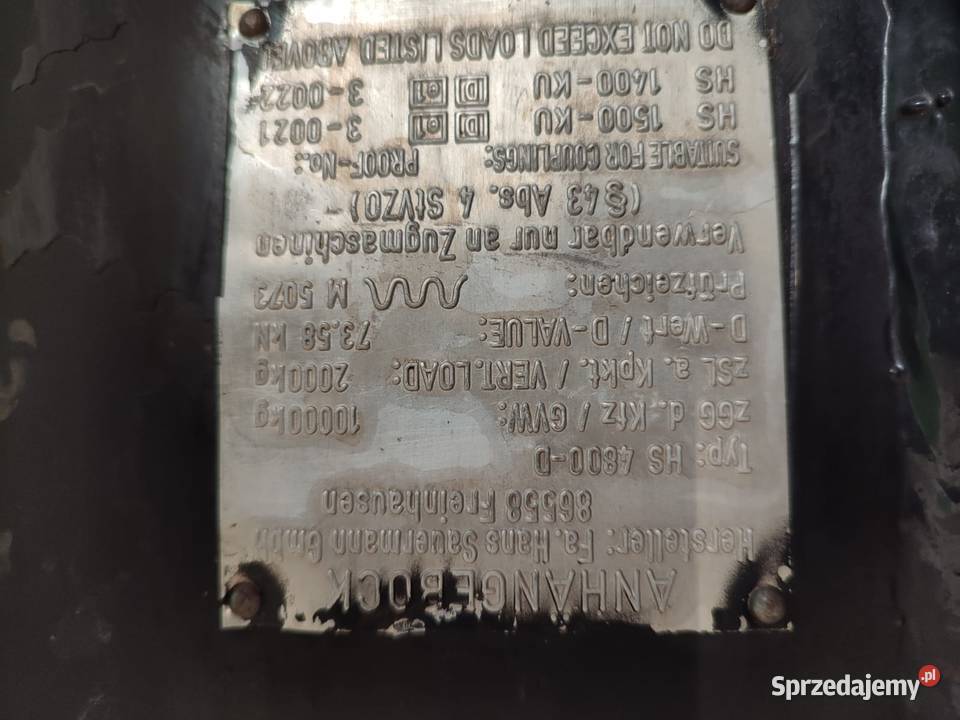 ANHÄNGEBOCK
Hersteller: Fa. Hans Sauermann GmbH
86558 Freinhausen
Typ: HS 4800-D
zGG d. Kfz / GVW: 10000kg
zSL a. Kpkt. / VERT.LOAD: 2000kg
D-Wert / D-VALUE: 73.58 kN
Prüfzeichen: M 5073
Verwendbar nur an Zugmaschinen
(§43 Abs. 4 StVZO)
SUITABLE FOR COUPLINGS: PROOF-No.:
HS 1500-KU D e1 3-0021
HS 1400-KU D e1 3-0022
DO NOT EXCEED LOADS LISTED ABOVE!
Sprzedajemy.pl